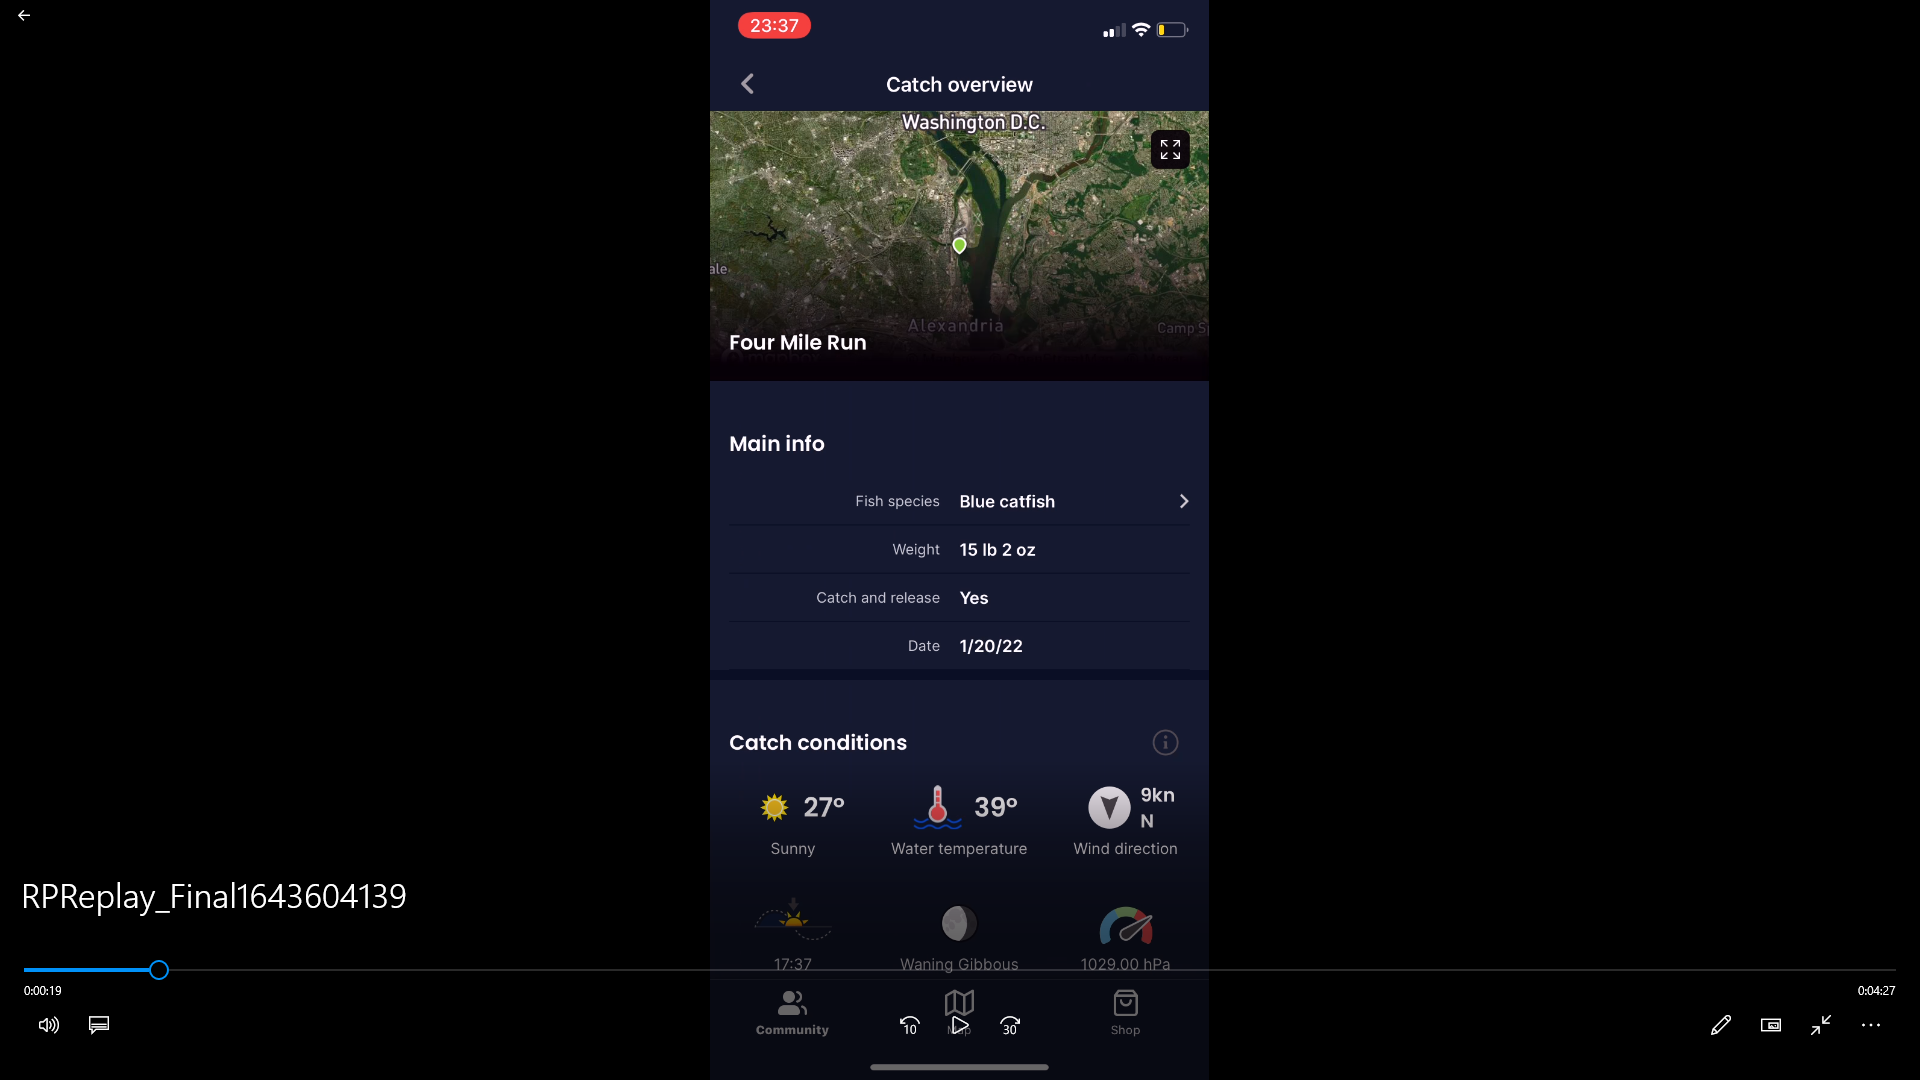 23:37
Catch overview
Washington D.C.
ale
Alexandria
Camp S
Four Mile Run
Main info
Fish species Blue catfish
Weight 15 lb 2 oz
Catch and release Yes
Date 1/20/22
Catch conditions
27° 39° 9kn
N
Sunny Water temperature Wind direction
RPReplay_Final1643604139
17:37 Waning Gibbous 1029.00 hPa
0:00:19 0:04:27
10 30
Community Map Shop